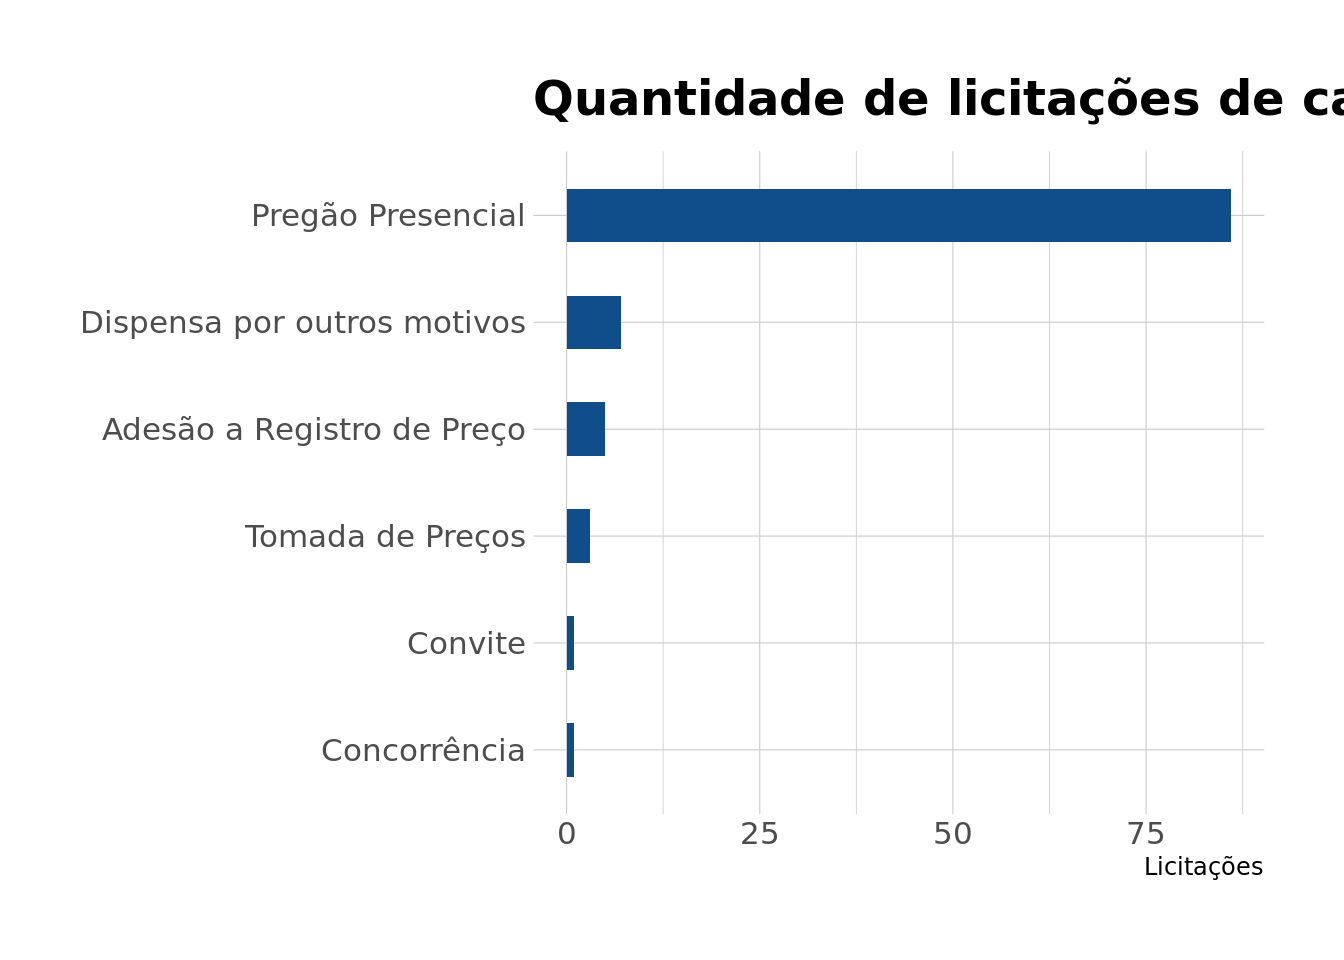 Quantidade de licitações de
Pregão Presencial
Dispensa por outros motivos
Adesão a Registro de Preço
Tomada de Preços
Convite
Concorrência
0 25 50 75
Licitações